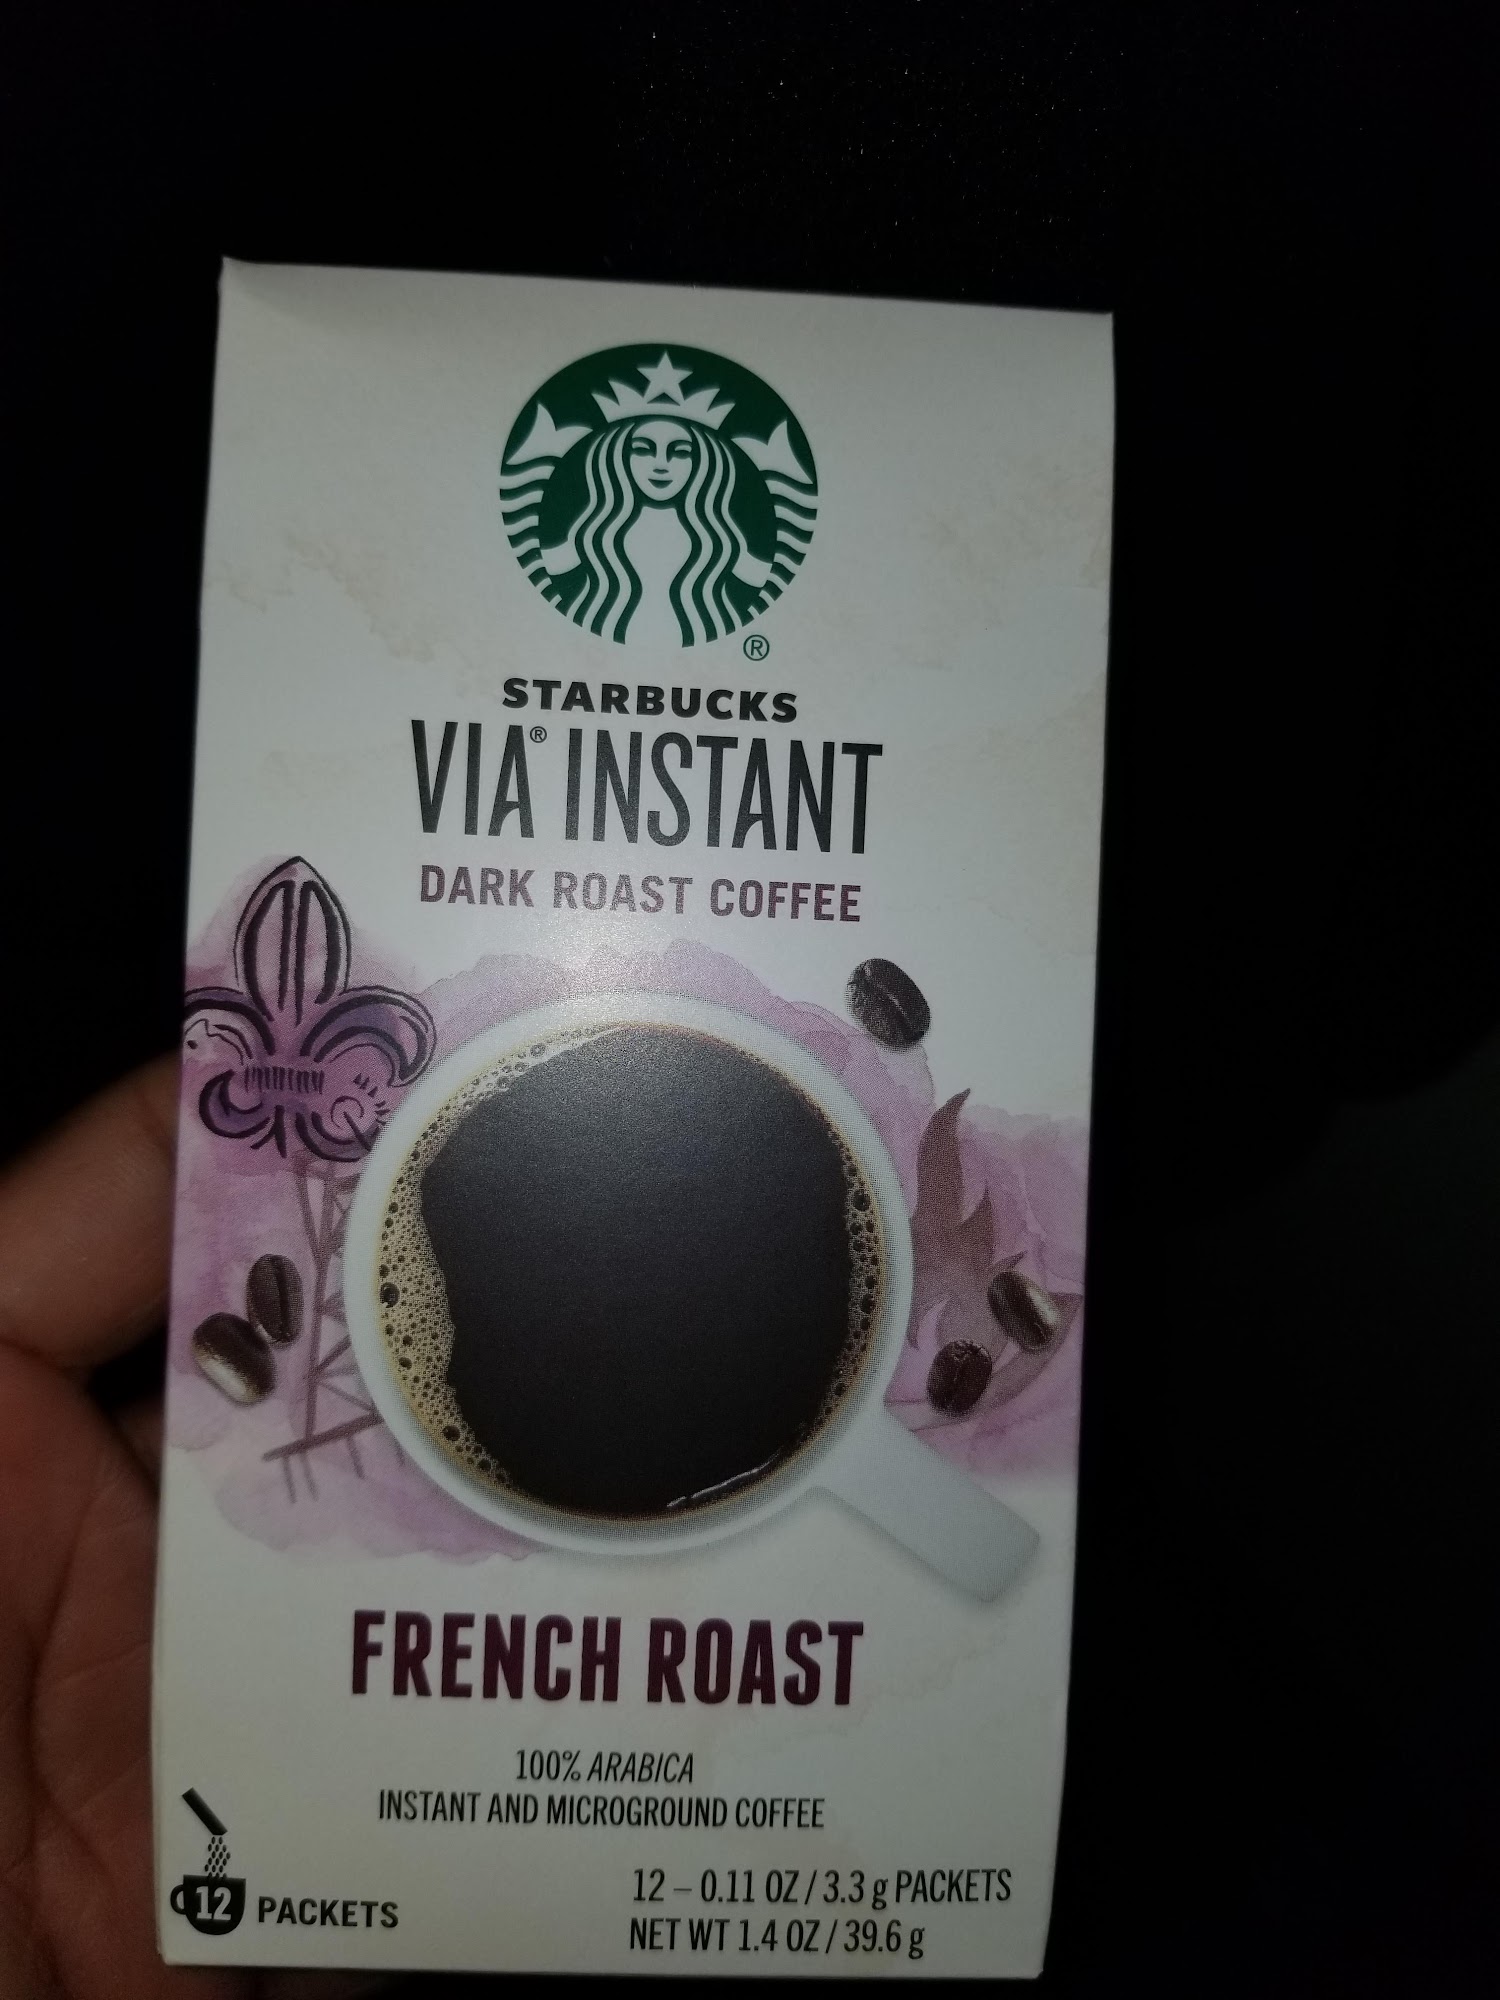 ®
STARBUCKS
VIA® INSTANT
DARK ROAST COFFEE
FRENCH ROAST
100% ARABICA
INSTANT AND MICROGROUND COFFEE
12 PACKETS
12 – 0.11 OZ / 3.3 g PACKETS
NET WT 1.4 OZ / 39.6 g